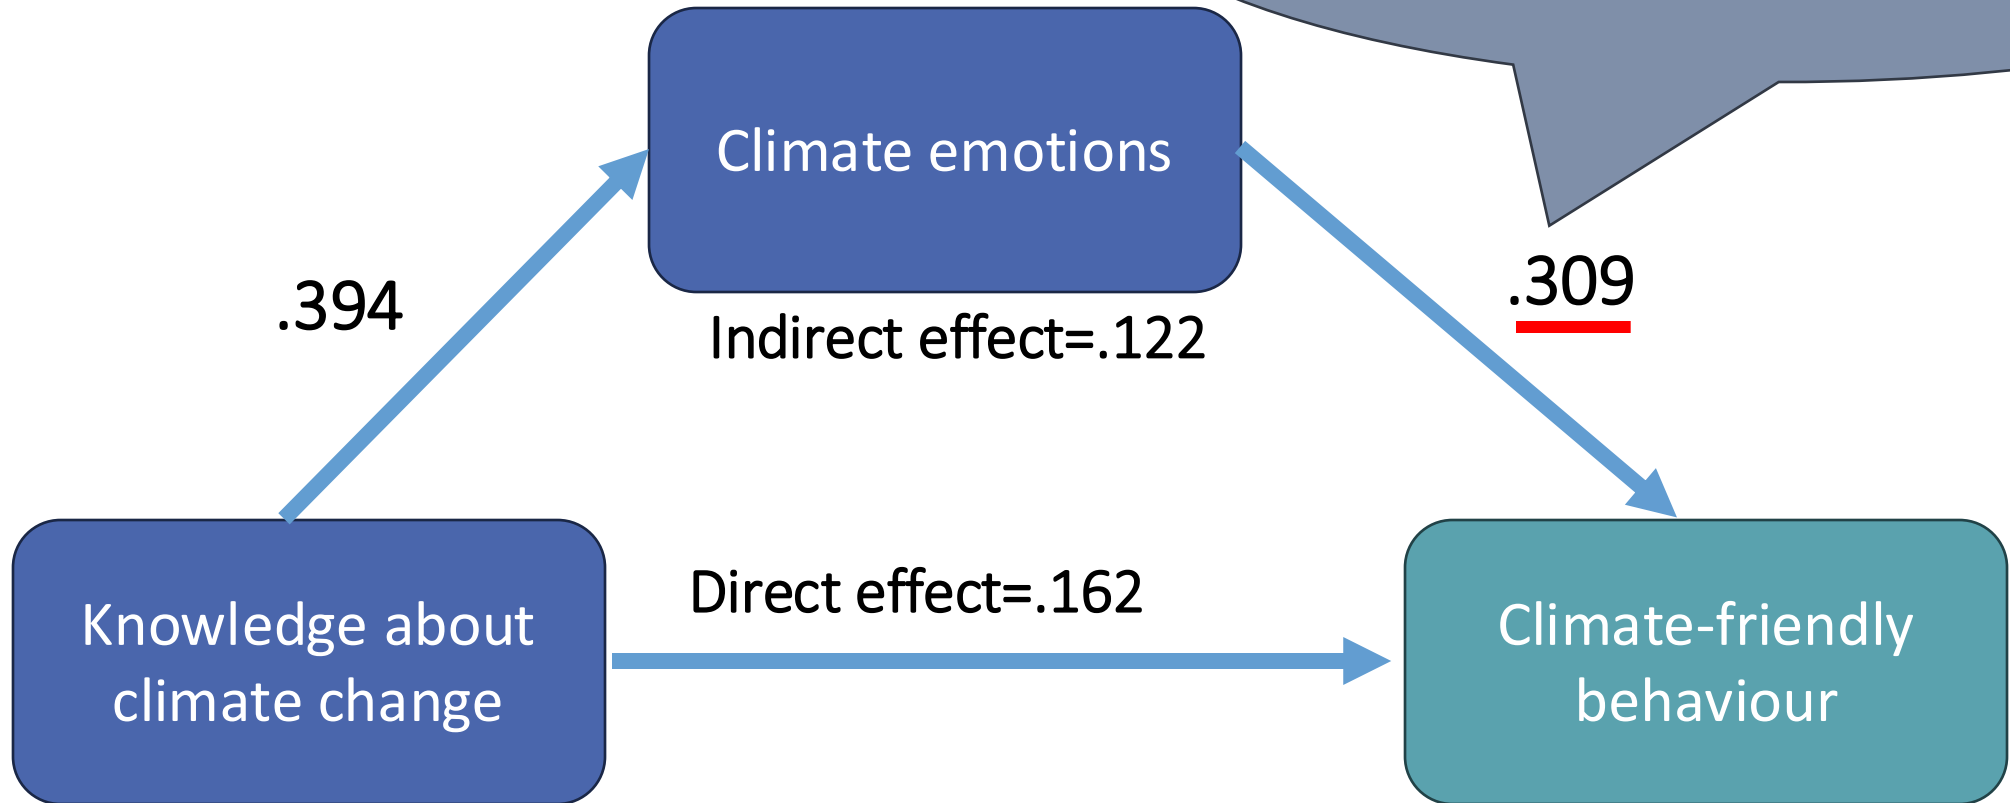 Climate emotions
.394
.309
Indirect effect=.122
Direct effect=.162
Knowledge about
climate change
Climate-friendly
behaviour